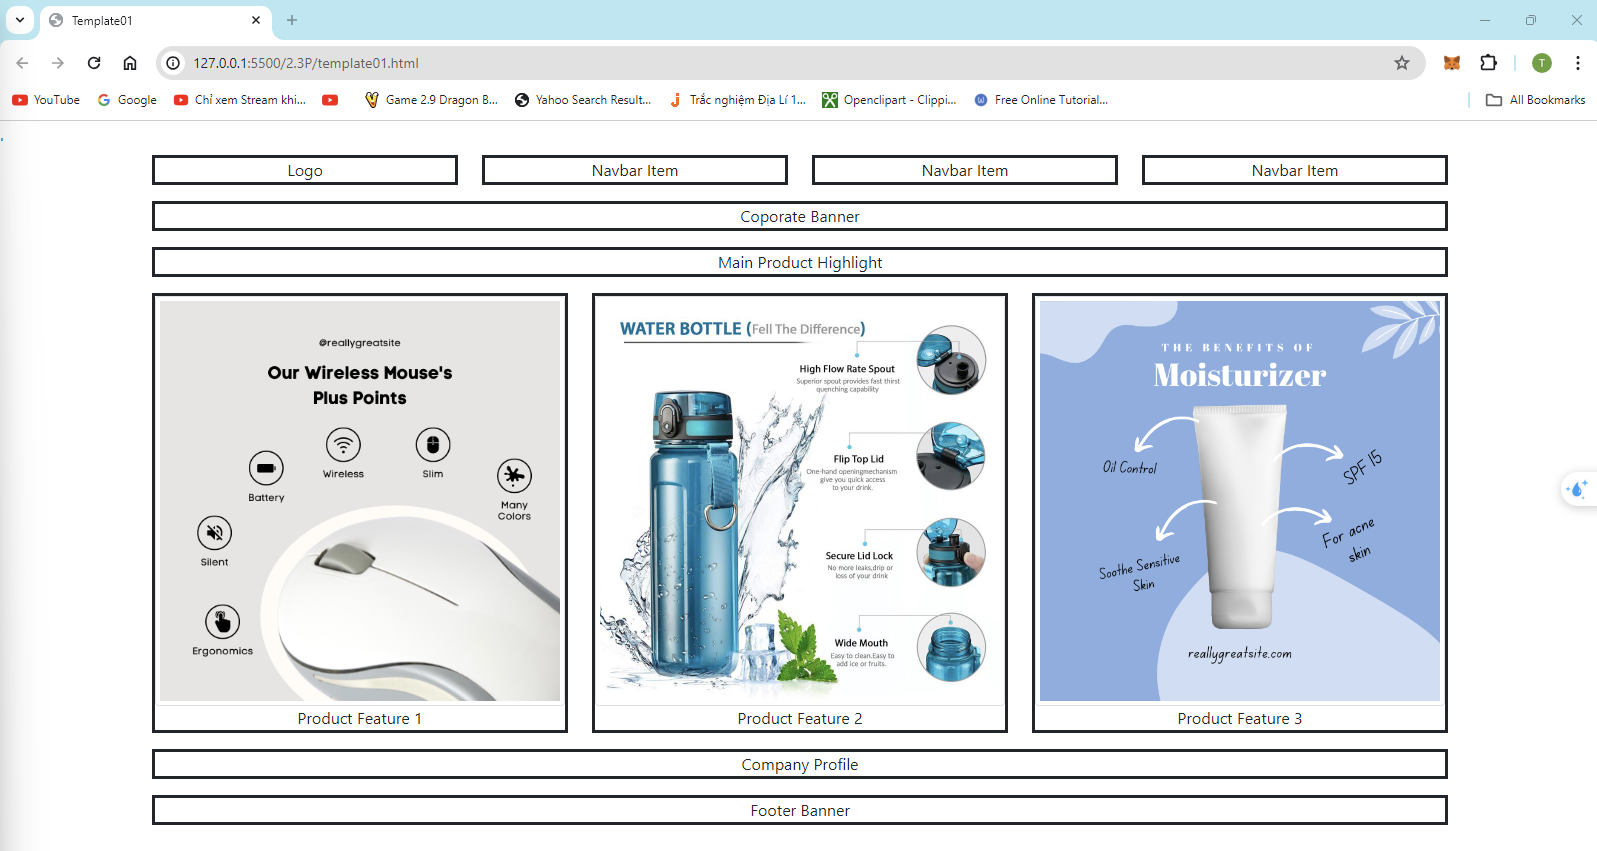 Template01
127.0.0.1:5500/2.3P/template01.html
T
YouTube
Google
Chỉ xem Stream khi...
Game 2.9 Dragon B...
Yahoo Search Result...
Trắc nghiệm Địa Lí 1...
Openclipart - Clippi...
Free Online Tutorial...
All Bookmarks
Logo
Navbar Item
Navbar Item
Navbar Item
Coporate Banner
Main Product Highlight
@reallygreatsite
Our Wireless Mouse's
Plus Points
Wireless
Slim
Battery
Many
Colors
Silent
Ergonomics
Product Feature 1
WATER BOTTLE (Fell The Difference)
High Flow Rate Spout
Superior spout provides fast thirst
quenching capability
Flip Top Lid
One-hand openingmechanism
give you quick access
to your drink.
Secure Lid Lock
No more leaks,drip or
loss of your drink
Wide Mouth
Easy to clean.Easy to
add ice or fruits.
Product Feature 2
THE BENEFITS OF
Moisturizer
Oil Control
SPF 15
For acne
skin
Soothe Sensitive
Skin
reallygreatsite.com
Product Feature 3
Company Profile
Footer Banner